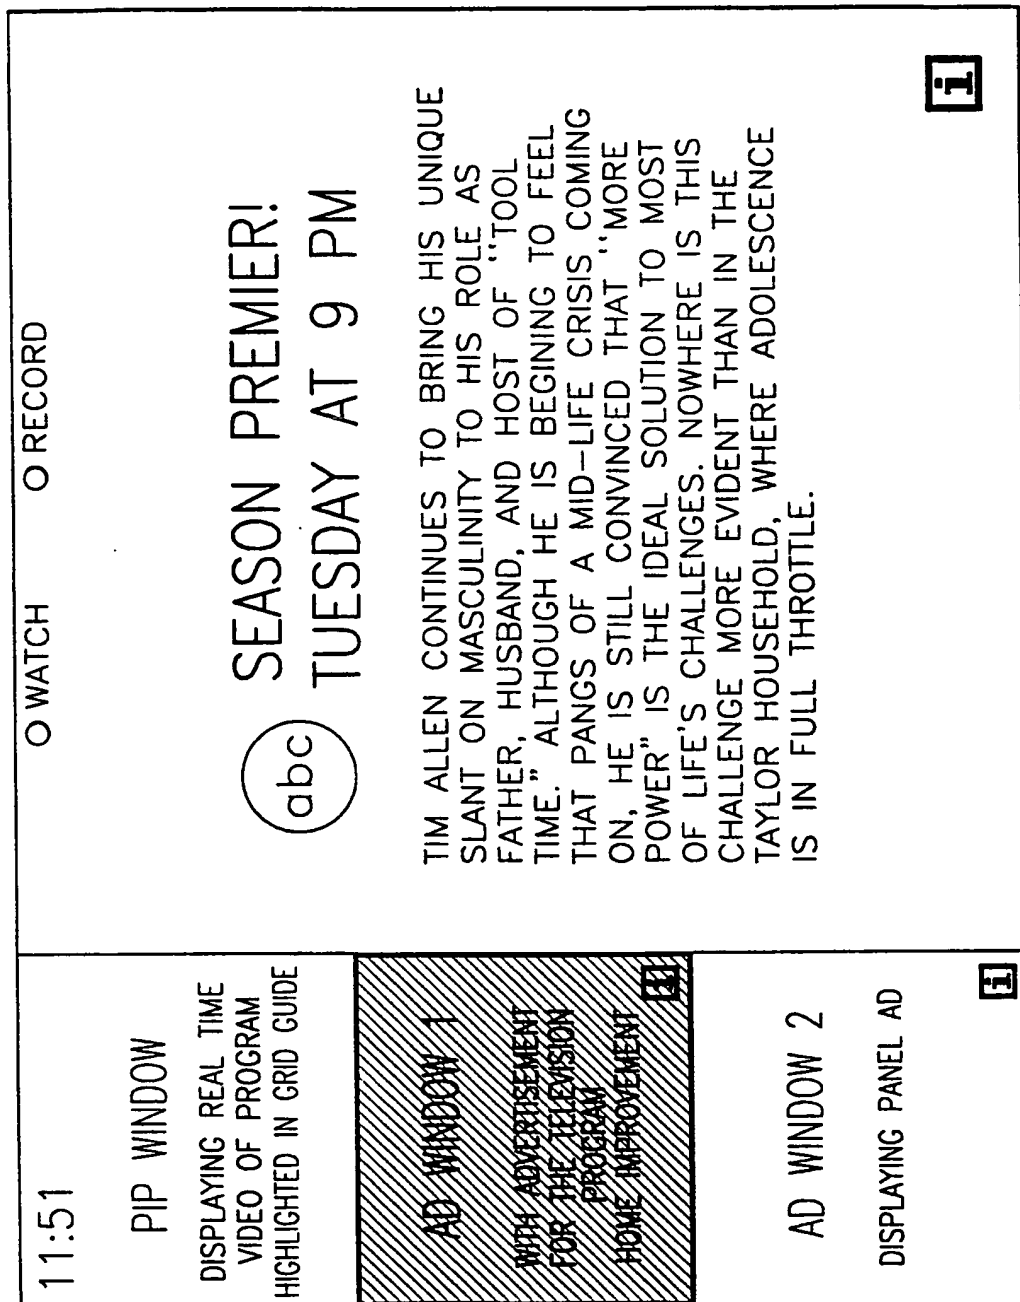 11:51
○ WATCH
○ RECORD
PIP WINDOW
DISPLAYING REAL TIME
VIDEO OF PROGRAM
HIGHLIGHTED IN GRID GUIDE
AD WINDOW 1
WITH ADVERTISEMENT
FOR THE TELEVISION
PROGRAM
HOME IMPROVEMENT
i
AD WINDOW 2
DISPLAYING PANEL AD
i
abc
SEASON PREMIER!
TUESDAY AT 9 PM
TIM ALLEN CONTINUES TO BRING HIS UNIQUE
SLANT ON MASCULINITY TO HIS ROLE AS
FATHER, HUSBAND, AND HOST OF "TOOL
TIME." ALTHOUGH HE IS BEGINING TO FEEL
THAT PANGS OF A MID–LIFE CRISIS COMING
ON, HE IS STILL CONVINCED THAT ''MORE
POWER" IS THE IDEAL SOLUTION TO MOST
OF LIFE'S CHALLENGES. NOWHERE IS THIS
CHALLENGE MORE EVIDENT THAN IN THE
TAYLOR HOUSEHOLD, WHERE ADOLESCENCE
IS IN FULL THROTTLE.
i